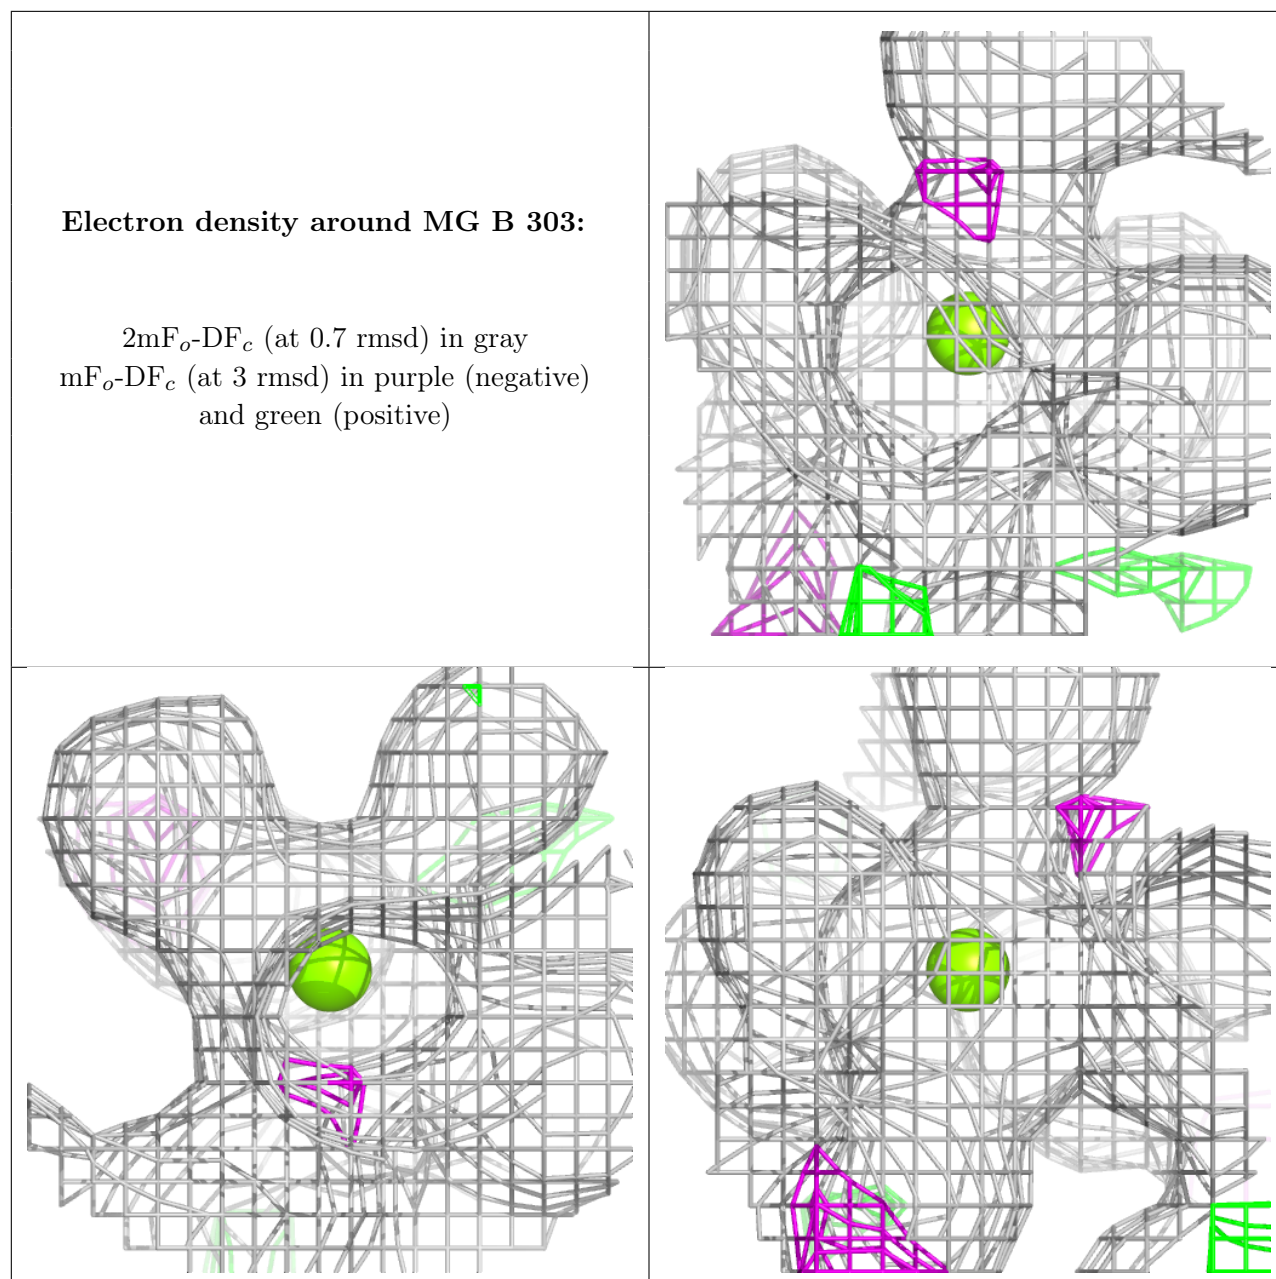 Electron density around MG B 303:
2mFo-DFc (at 0.7 rmsd) in gray
mFo-DFc (at 3 rmsd) in purple (negative)
and green (positive)